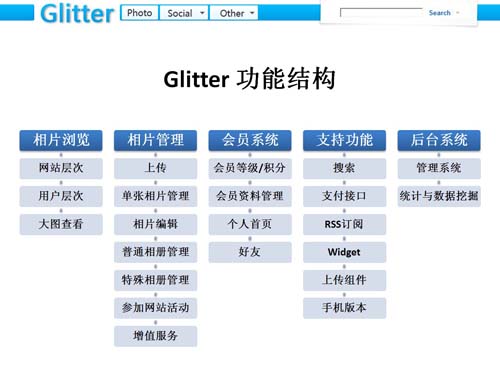 Glitter Photo Social Other Search
Glitter 功能结构
相片浏览 相片管理 会员系统 支持功能 后台系统
网站层次 上传 会员等级/积分 搜索 管理系统
用户层次 单张相片管理 会员资料管理 支付接口 统计与数据挖掘
大图查看 相片编辑 个人首页 RSS订阅
普通相册管理 好友 Widget
特殊相册管理 上传组件
参加网站活动 手机版本
增值服务